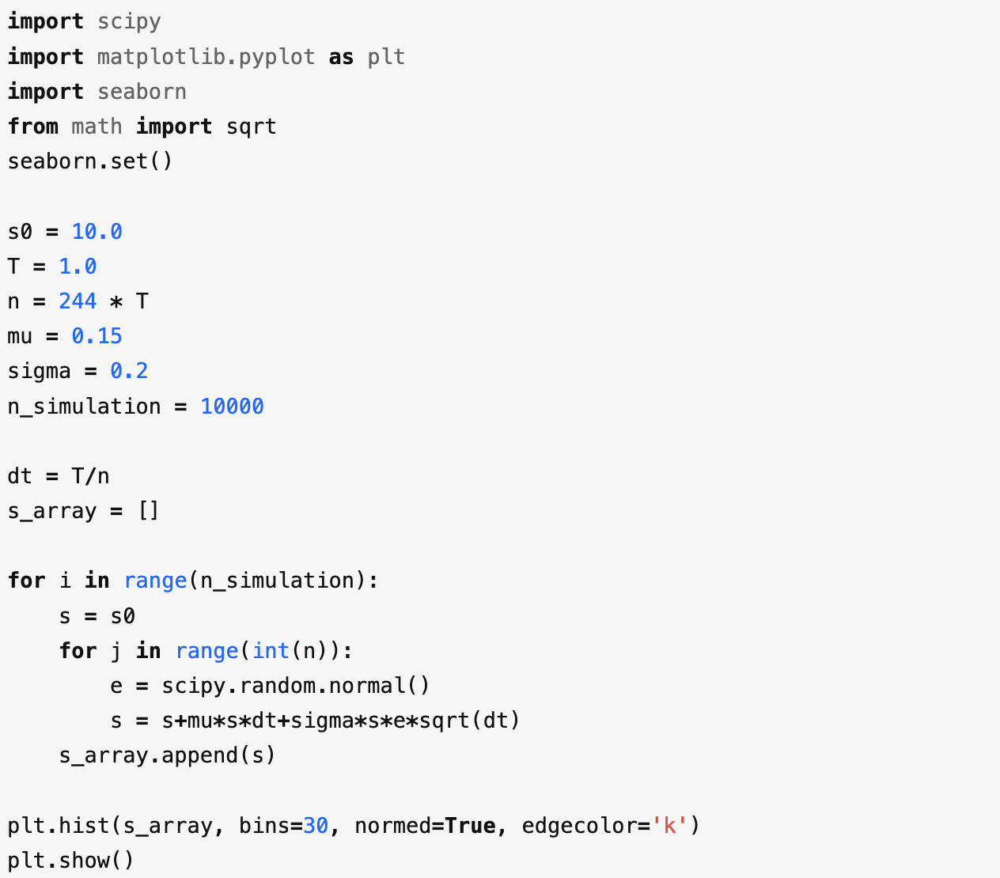 import scipy
import matplotlib.pyplot as plt
import seaborn
from math import sqrt
seaborn.set()

s0 = 10.0
T = 1.0
n = 244 * T
mu = 0.15
sigma = 0.2
n_simulation = 10000

dt = T/n
s_array = []

for i in range(n_simulation):
    s = s0
    for j in range(int(n)):
        e = scipy.random.normal()
        s = s+mu*s*dt+sigma*s*e*sqrt(dt)
    s_array.append(s)

plt.hist(s_array, bins=30, normed=True, edgecolor='k')
plt.show()